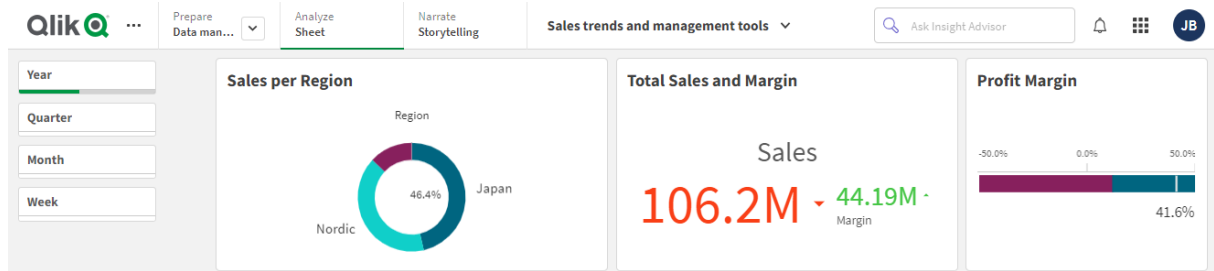 Qlik
Prepare
Data man...
Analyze
Sheet
Narrate
Storytelling
Sales trends and management tools
Ask Insight Advisor
JB
Year
Quarter
Month
Week
Sales per Region
Region
46.4%
Japan
Nordic
Total Sales and Margin
Sales
106.2M
44.19M
Margin
Profit Margin
-50.0% 0.0% 50.0%
41.6%